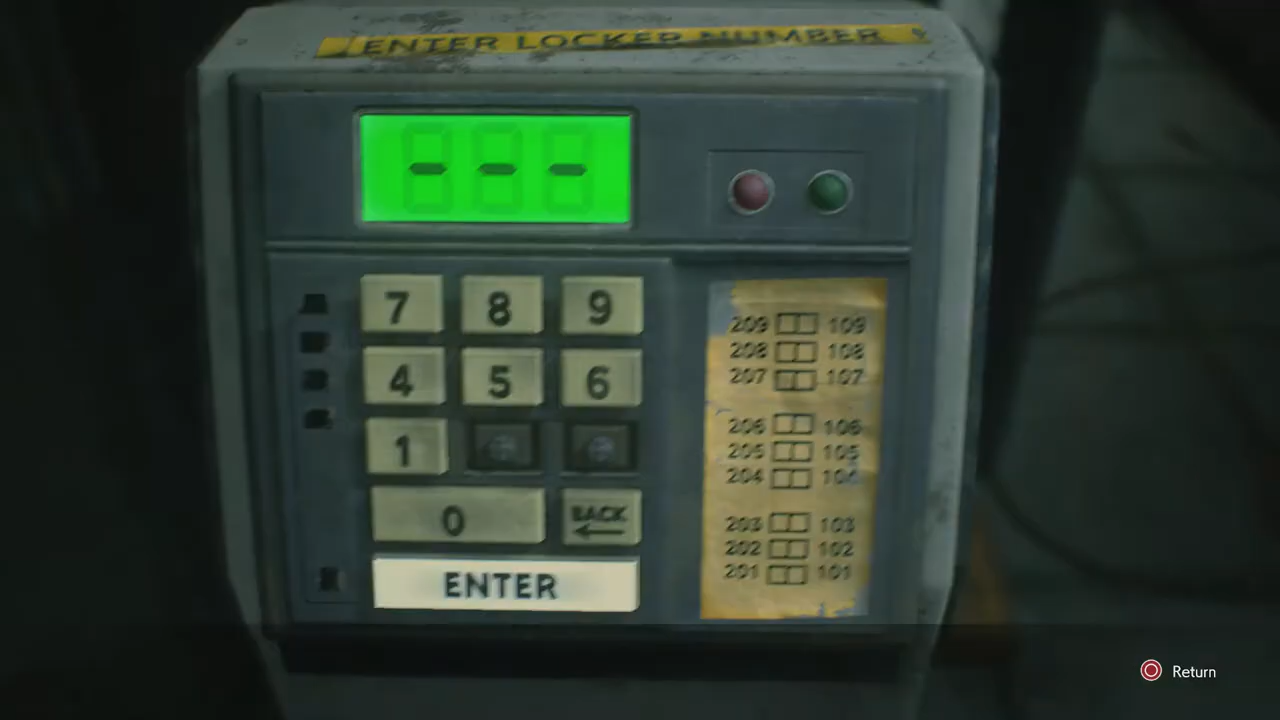 ENTER LOCKER NUMBER
- - -
7 8 9
4 5 6
1
0 BACK
ENTER
209 109
208 108
207 107
206 106
205 105
204 104
203 103
202 102
201 101
Return